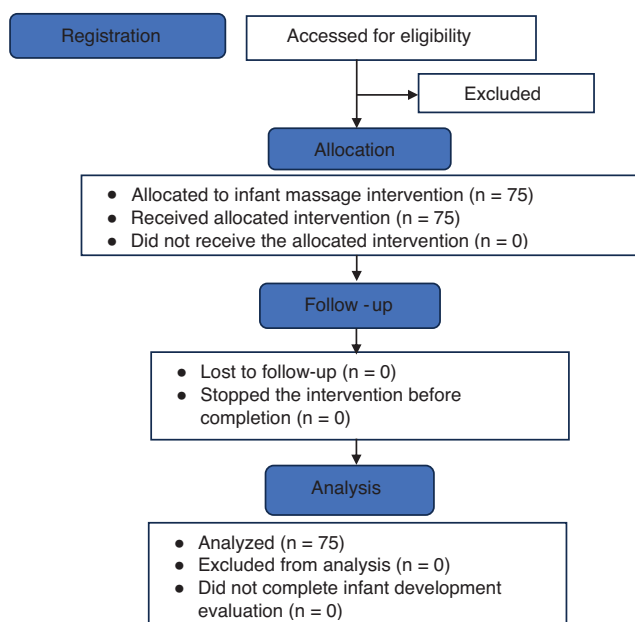 Registration
Accessed for eligibility
Excluded
Allocation
● Allocated to infant massage intervention (n = 75)
● Received allocated intervention (n = 75)
● Did not receive the allocated intervention (n = 0)
Follow - up
● Lost to follow-up (n = 0)
● Stopped the intervention before
completion (n = 0)
Analysis
● Analyzed (n = 75)
● Excluded from analysis (n = 0)
● Did not complete infant development
evaluation (n = 0)